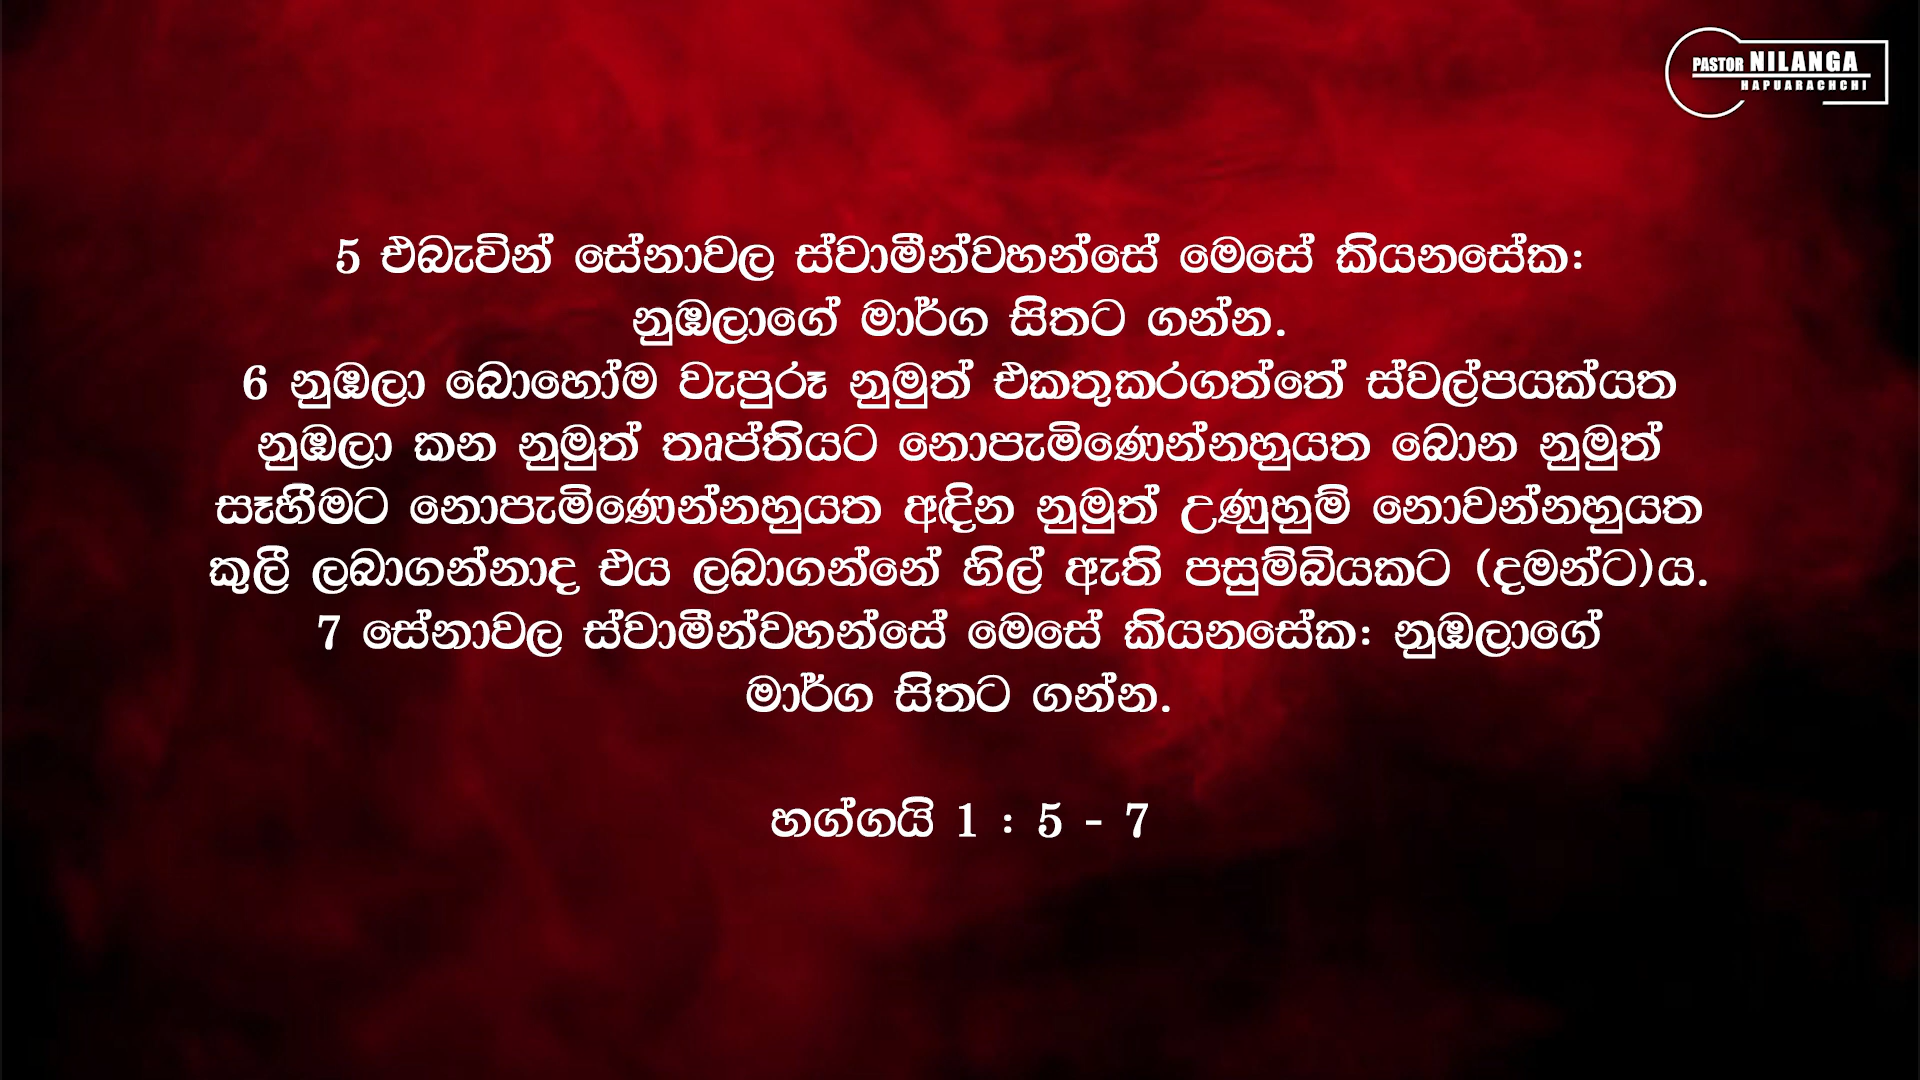 PASTOR NILANGA
HAPUARACHCHI
5 එබැවින් සේනාවල ස්වාමීන්වහන්සේ මෙසේ කියනසේක:
නුඹලාගේ මාර්ග සිතට ගන්න.
6 නුඹලා බොහෝම වැපුරූ නුමුත් එකතුකරගත්තේ ස්වල්පයක්යත
නුඹලා කන නුමුත් තෘප්තියට නොපැමිණෙන්නහුයත බොන නුමුත්
සෑහීමට නොපැමිණෙන්නහුයත අඳින නුමුත් උණුහුම් නොවන්නහුයත
කුලී ලබාගන්නාද එය ලබාගන්නේ හිල් ඇති පසුම්බියකට (දමන්ට)ය.
7 සේනාවල ස්වාමීන්වහන්සේ මෙසේ කියනසේක: නුඹලාගේ
මාර්ග සිතට ගන්න.
හග්ගයි 1 : 5 - 7